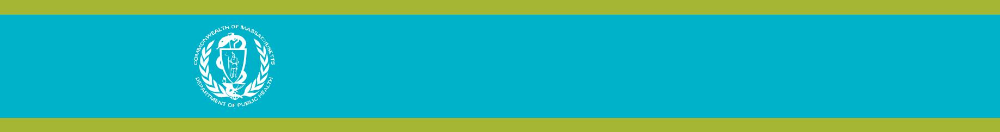 COMMONWEALTH OF MASSACHUSETTS
DEPARTMENT OF PUBLIC HEALTH